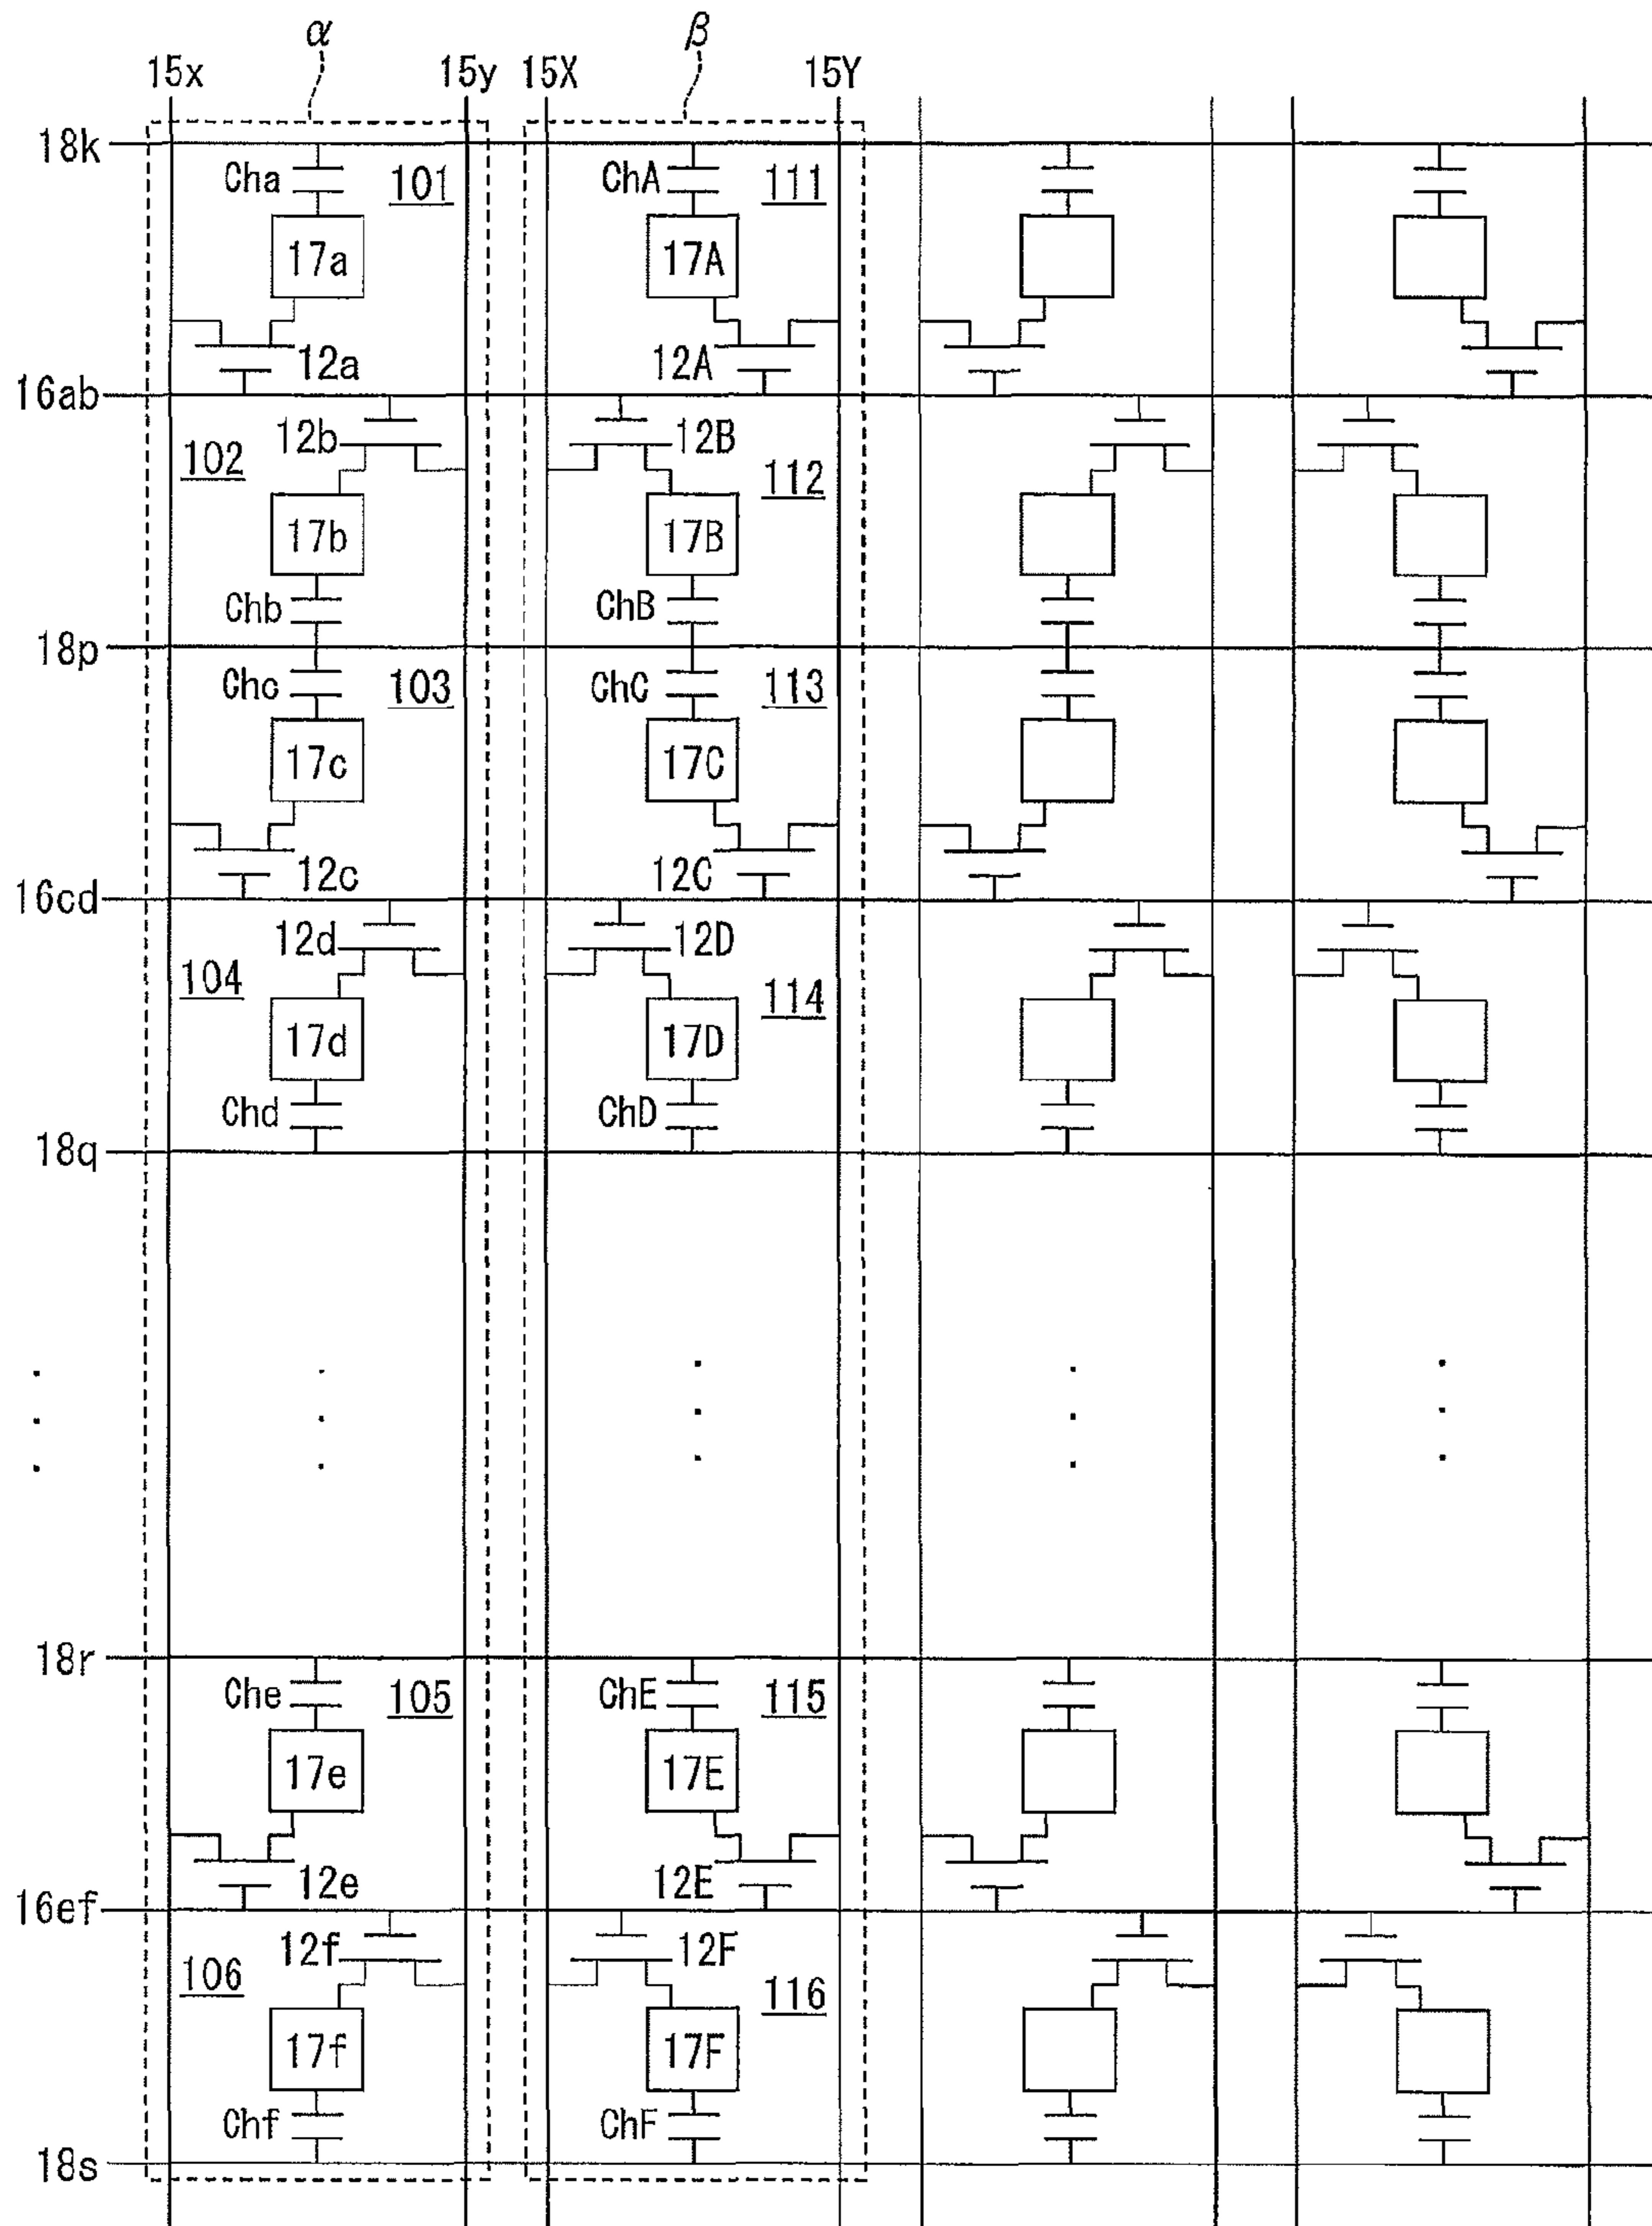 α β
15x 15y 15X 15Y
18k
Cha 101 ChA 111
17a 17A
12a 12A
16ab
12b 12B
102 112
17b 17B
Chb ChB
18p
Chc 103 ChC 113
17c 17C
12c 12C
16cd
12d 12D
104 114
17d 17D
Chd ChD
18q
18r
Che 105 ChE 115
17e 17E
12e 12E
16ef
12f 12F
106 116
17f 17F
Chf ChF
18s